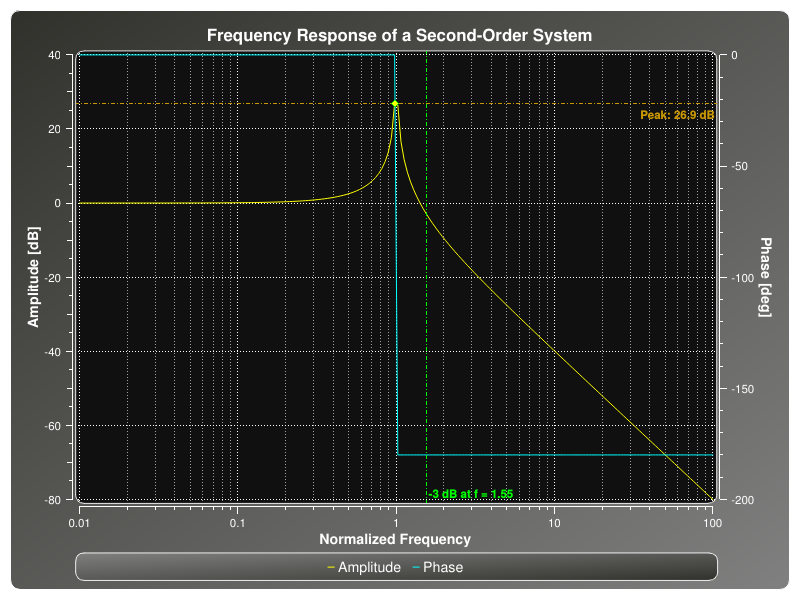 Frequency Response of a Second-Order System
40
20
0
-20
-40
-60
-80
Amplitude [dB]
0
-50
-100
-150
-200
Phase [deg]
Peak: 26.9 dB
-3 dB at f = 1.55
0.01
0.1
1
10
100
Normalized Frequency
Amplitude
Phase